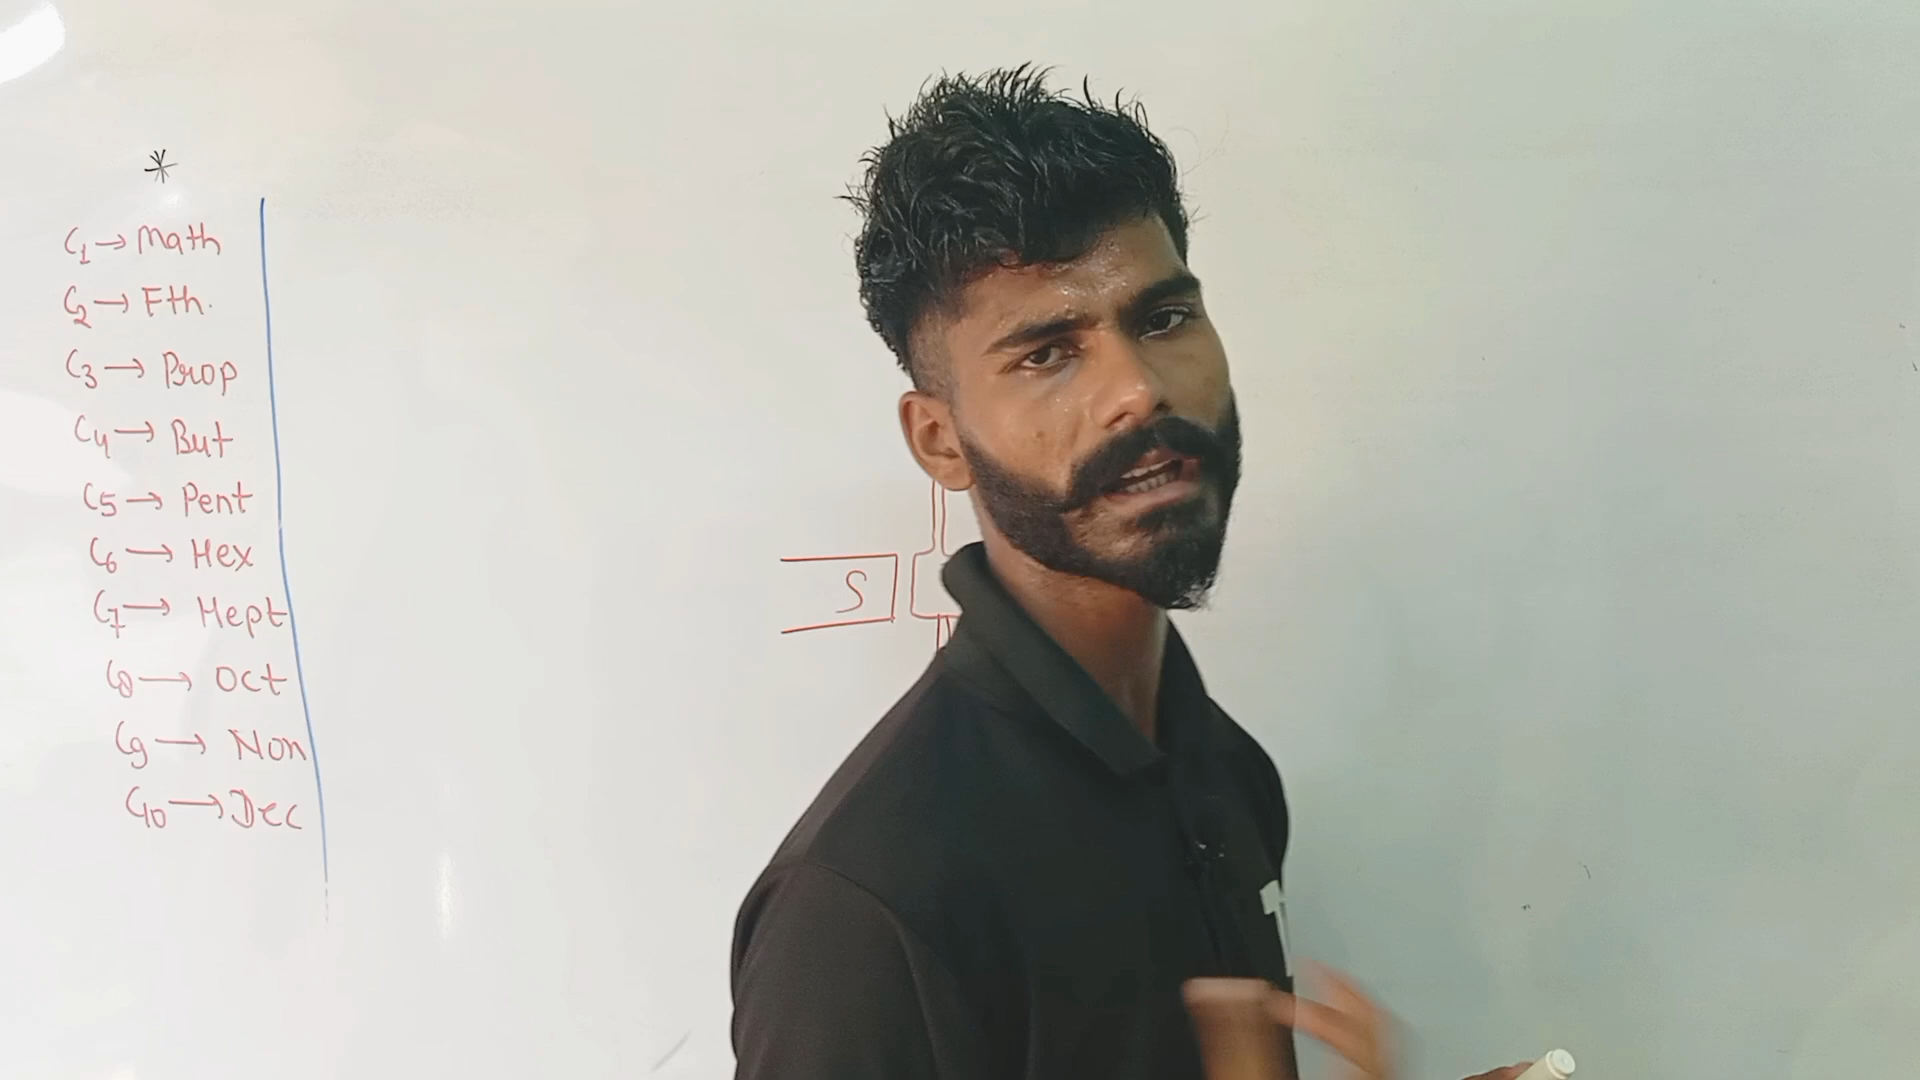 *
C1 → Math
C2 → Eth.
C3 → Prop
C4 → But
C5 → Pent
C6 → Hex
C7 → Hept
C8 → Oct
C9 → Non
C10 → Dec
S